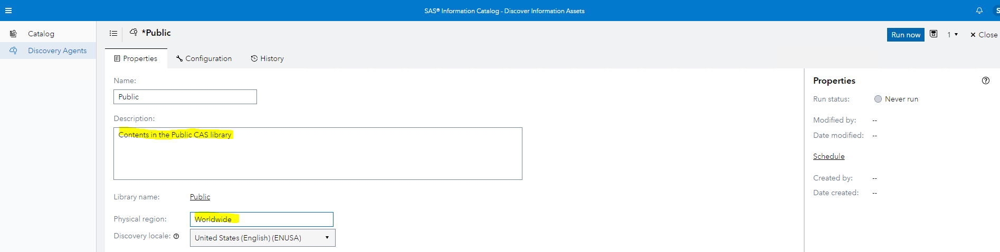 SAS® Information Catalog - Discover Information Assets
S
Catalog
Discovery Agents
*Public
Run now
1
Close
Properties
Configuration
History
Name:
Public
Description:
Contents in the Public CAS library
Library name: Public
Physical region: Worldwide
Discovery locale: United States (English) (ENUSA)
Properties
Run status: Never run
Modified by: --
Date modified: --
Schedule
Created by: --
Date created: --